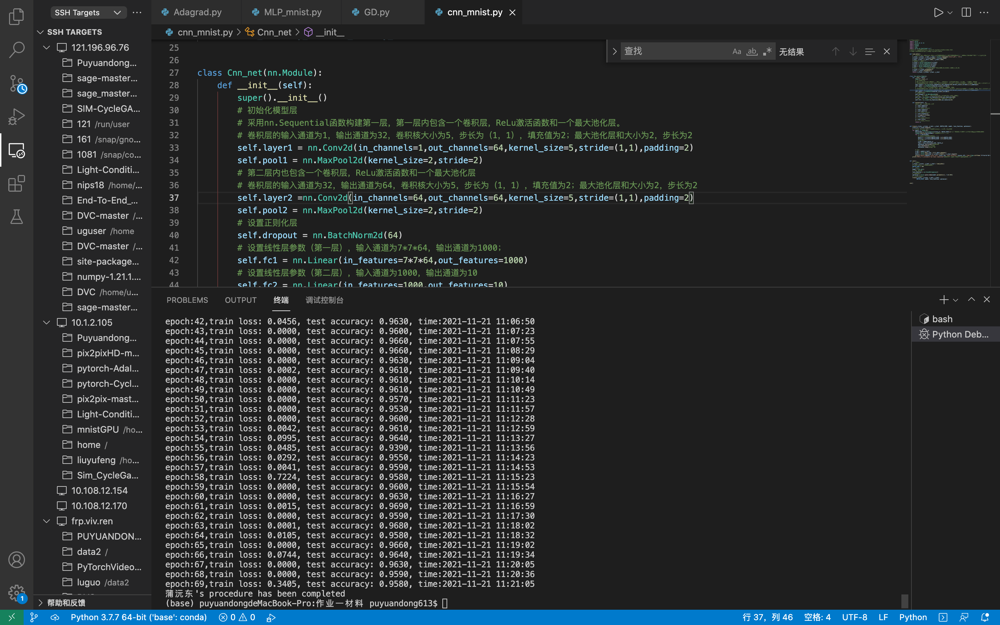 SSH Targets
Adagrad.py
MLP_mnist.py
GD.py
cnn_mnist.py
SSH TARGETS
cnn_mnist.py > Cnn_net > __init__
121.196.96.76
Puyuandong...
sage-master...
sage_master...
SIM-CycleGA...
121 /run/user
161 /snap/gno...
1081 /snap/co...
Light-Conditi...
nips18 /home/...
End-To-End_...
DVC-master /...
uguser /home
DVC-master /...
site-package...
numpy-1.21.1....
DVC /home/u...
sage-master...
10.1.2.105
Puyuandong...
pix2pixHD-m...
pytorch-AdaI...
pytorch-Cycl...
pix2pix-mast...
Light-Conditi...
mnistGPU /ho...
home /
liuyufeng /ho...
Sim_CycleGa...
10.108.12.154
10.108.12.170
frp.viv.ren
PUYUANDON...
data2 /
PyTorchVideo...
luguo /data2
帮助和反馈
查找
Aa ab
无结果
25
26
27 class Cnn_net(nn.Module):
28 def __init__(self):
29 super().__init__()
30 # 初始化模型层
31 # 采用nn.Sequential函数构建第一层，第一层内包含一个卷积层，ReLu激活函数和一个最大池化层。
32 # 卷积层的输入通道为1，输出通道为32，卷积核大小为5，步长为（1，1），填充值为2；最大池化层和大小为2，步长为2
33 self.layer1 = nn.Conv2d(in_channels=1,out_channels=64,kernel_size=5,stride=(1,1),padding=2)
34 self.pool1 = nn.MaxPool2d(kernel_size=2,stride=2)
35 # 第二层内也包含一个卷积层，ReLu激活函数和一个最大池化层
36 # 卷积层的输入通道为32，输出通道为64，卷积核大小为5，步长为（1，1），填充值为2；最大池化层和大小为2，步长为2
37 self.layer2 =nn.Conv2d(in_channels=64,out_channels=64,kernel_size=5,stride=(1,1),padding=2)
38 self.pool2 = nn.MaxPool2d(kernel_size=2,stride=2)
39 # 设置正则化层
40 self.dropout = nn.BatchNorm2d(64)
41 # 设置线性层参数（第一层），输入通道为7*7*64，输出通道为1000；
42 self.fc1 = nn.Linear(in_features=7*7*64,out_features=1000)
43 # 设置线性层参数（第二层），输入通道为1000，输出通道为10
44 self.fc2 = nn.Linear(in_features=1000,out_features=10)
PROBLEMS OUTPUT 终端 调试控制台
bash
Python Deb...
epoch:42,train loss: 0.0456, test accuracy: 0.9630, time:2021-11-21 11:06:50
epoch:43,train loss: 0.0000, test accuracy: 0.9600, time:2021-11-21 11:07:23
epoch:44,train loss: 0.0000, test accuracy: 0.9660, time:2021-11-21 11:07:55
epoch:45,train loss: 0.0000, test accuracy: 0.9660, time:2021-11-21 11:08:29
epoch:46,train loss: 0.0000, test accuracy: 0.9630, time:2021-11-21 11:09:04
epoch:47,train loss: 0.0002, test accuracy: 0.9610, time:2021-11-21 11:09:40
epoch:48,train loss: 0.0000, test accuracy: 0.9610, time:2021-11-21 11:10:14
epoch:49,train loss: 0.0000, test accuracy: 0.9610, time:2021-11-21 11:10:49
epoch:50,train loss: 0.0000, test accuracy: 0.9570, time:2021-11-21 11:11:23
epoch:51,train loss: 0.0000, test accuracy: 0.9530, time:2021-11-21 11:11:57
epoch:52,train loss: 0.0000, test accuracy: 0.9600, time:2021-11-21 11:12:28
epoch:53,train loss: 0.0042, test accuracy: 0.9610, time:2021-11-21 11:12:59
epoch:54,train loss: 0.0995, test accuracy: 0.9640, time:2021-11-21 11:13:27
epoch:55,train loss: 0.0485, test accuracy: 0.9390, time:2021-11-21 11:13:56
epoch:56,train loss: 0.0292, test accuracy: 0.9550, time:2021-11-21 11:14:23
epoch:57,train loss: 0.0041, test accuracy: 0.9590, time:2021-11-21 11:14:53
epoch:58,train loss: 0.7224, test accuracy: 0.9580, time:2021-11-21 11:15:23
epoch:59,train loss: 0.0000, test accuracy: 0.9600, time:2021-11-21 11:15:54
epoch:60,train loss: 0.0000, test accuracy: 0.9630, time:2021-11-21 11:16:27
epoch:61,train loss: 0.0015, test accuracy: 0.9690, time:2021-11-21 11:16:59
epoch:62,train loss: 0.0000, test accuracy: 0.9590, time:2021-11-21 11:17:30
epoch:63,train loss: 0.0001, test accuracy: 0.9680, time:2021-11-21 11:18:02
epoch:64,train loss: 0.0105, test accuracy: 0.9580, time:2021-11-21 11:18:32
epoch:65,train loss: 0.0000, test accuracy: 0.9660, time:2021-11-21 11:19:02
epoch:66,train loss: 0.0744, test accuracy: 0.9640, time:2021-11-21 11:19:34
epoch:67,train loss: 0.0000, test accuracy: 0.9630, time:2021-11-21 11:20:05
epoch:68,train loss: 0.0000, test accuracy: 0.9590, time:2021-11-21 11:20:36
epoch:69,train loss: 0.3405, test accuracy: 0.9580, time:2021-11-21 11:21:05
蒲沅东's procedure has been completed
(base) puyuandongdeMacBook-Pro:作业一材料 puyuandong613$
1
Python 3.7.7 64-bit ('base': conda) 0 0
行 37，列 46 空格: 4 UTF-8 LF Python